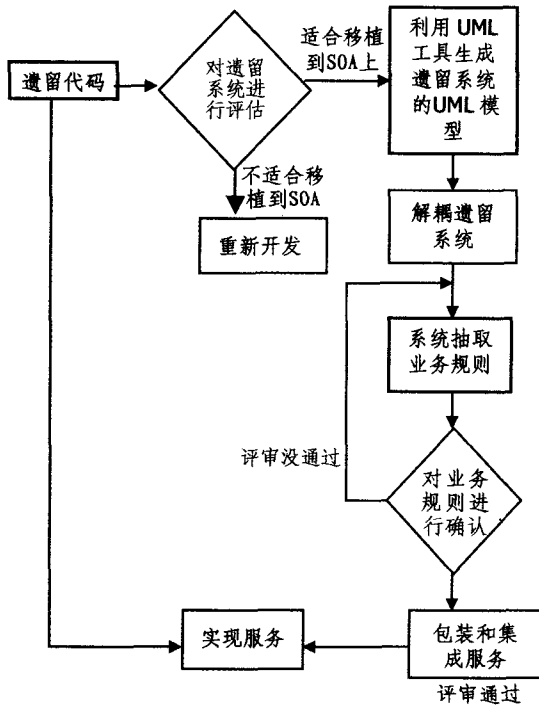 遗留代码
对遗留
系统进
行评估
适合移植
到SOA上
利用 UML
工具生成
遗留系统
的UML 模
型
不适合移
植到SOA
重新开发
解耦遗留
系统
系统抽取
业务规则
评审没通过
对业务
规则进
行确认
实现服务
包装和集
成服务
评审通过